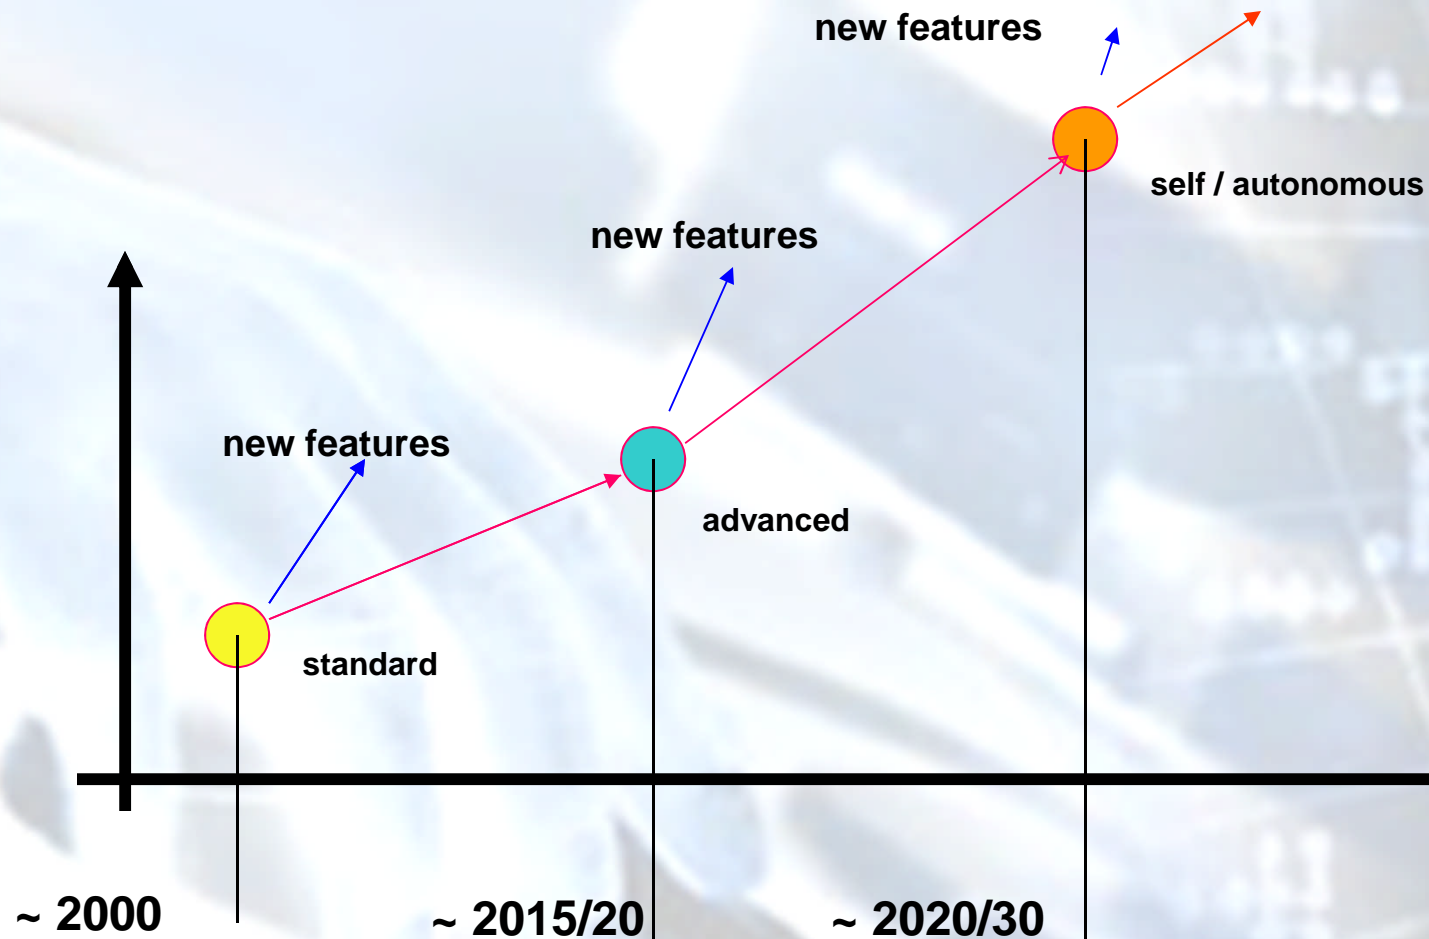 new features
self / autonomous
new features
new features
advanced
standard
~ 2000
~ 2015/20
~ 2020/30